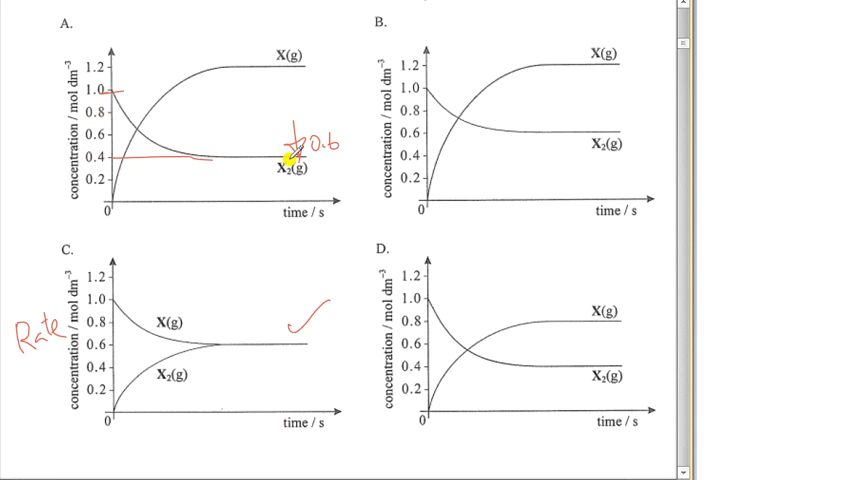 A.
concentration / mol dm⁻³
1.2
1.0
0.8
0.6
0.4
0.2
0
X(g)
0.6
X₂(g)
time / s
B.
concentration / mol dm⁻³
1.2
1.0
0.8
0.6
0.4
0.2
0
X(g)
X₂(g)
time / s
C.
Rate
concentration / mol dm⁻³
1.2
1.0
0.8
0.6
0.4
0.2
0
X(g)
X₂(g)
time / s
D.
concentration / mol dm⁻³
1.2
1.0
0.8
0.6
0.4
0.2
0
X(g)
X₂(g)
time / s